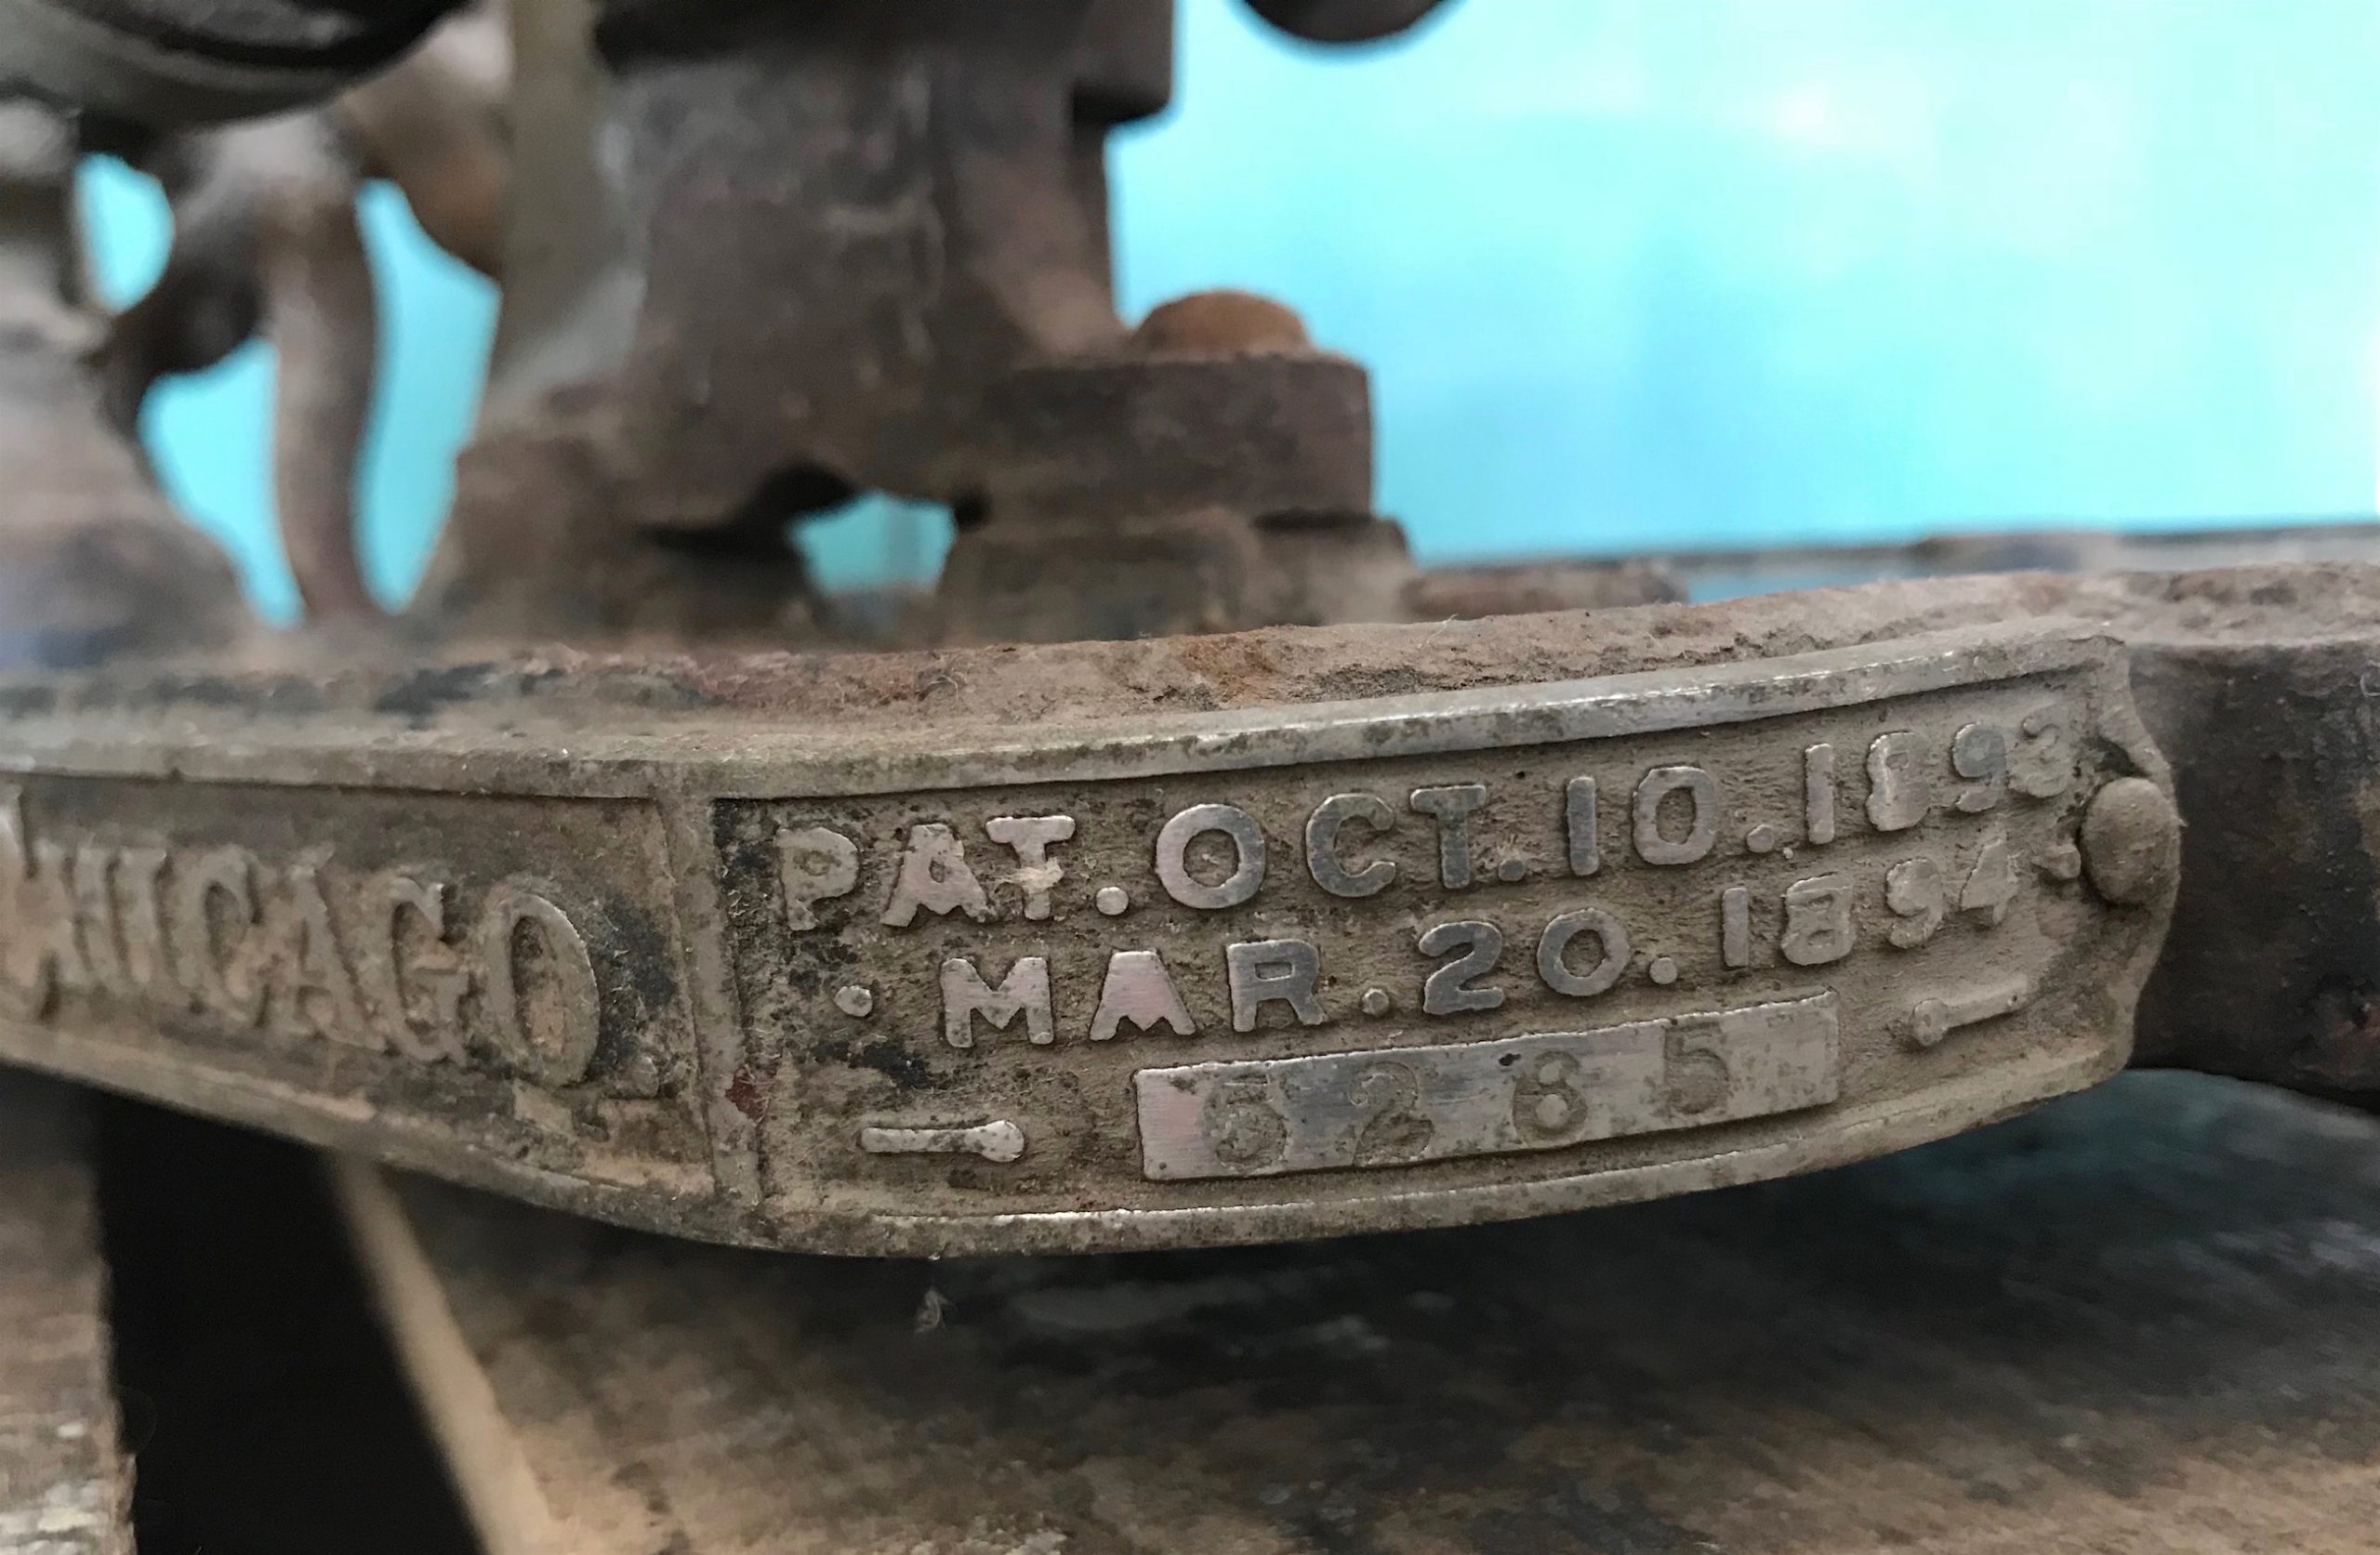 CHICAGO.
PAT. OCT. 10. 1893
· MAR. 20. 1894 ·
5285